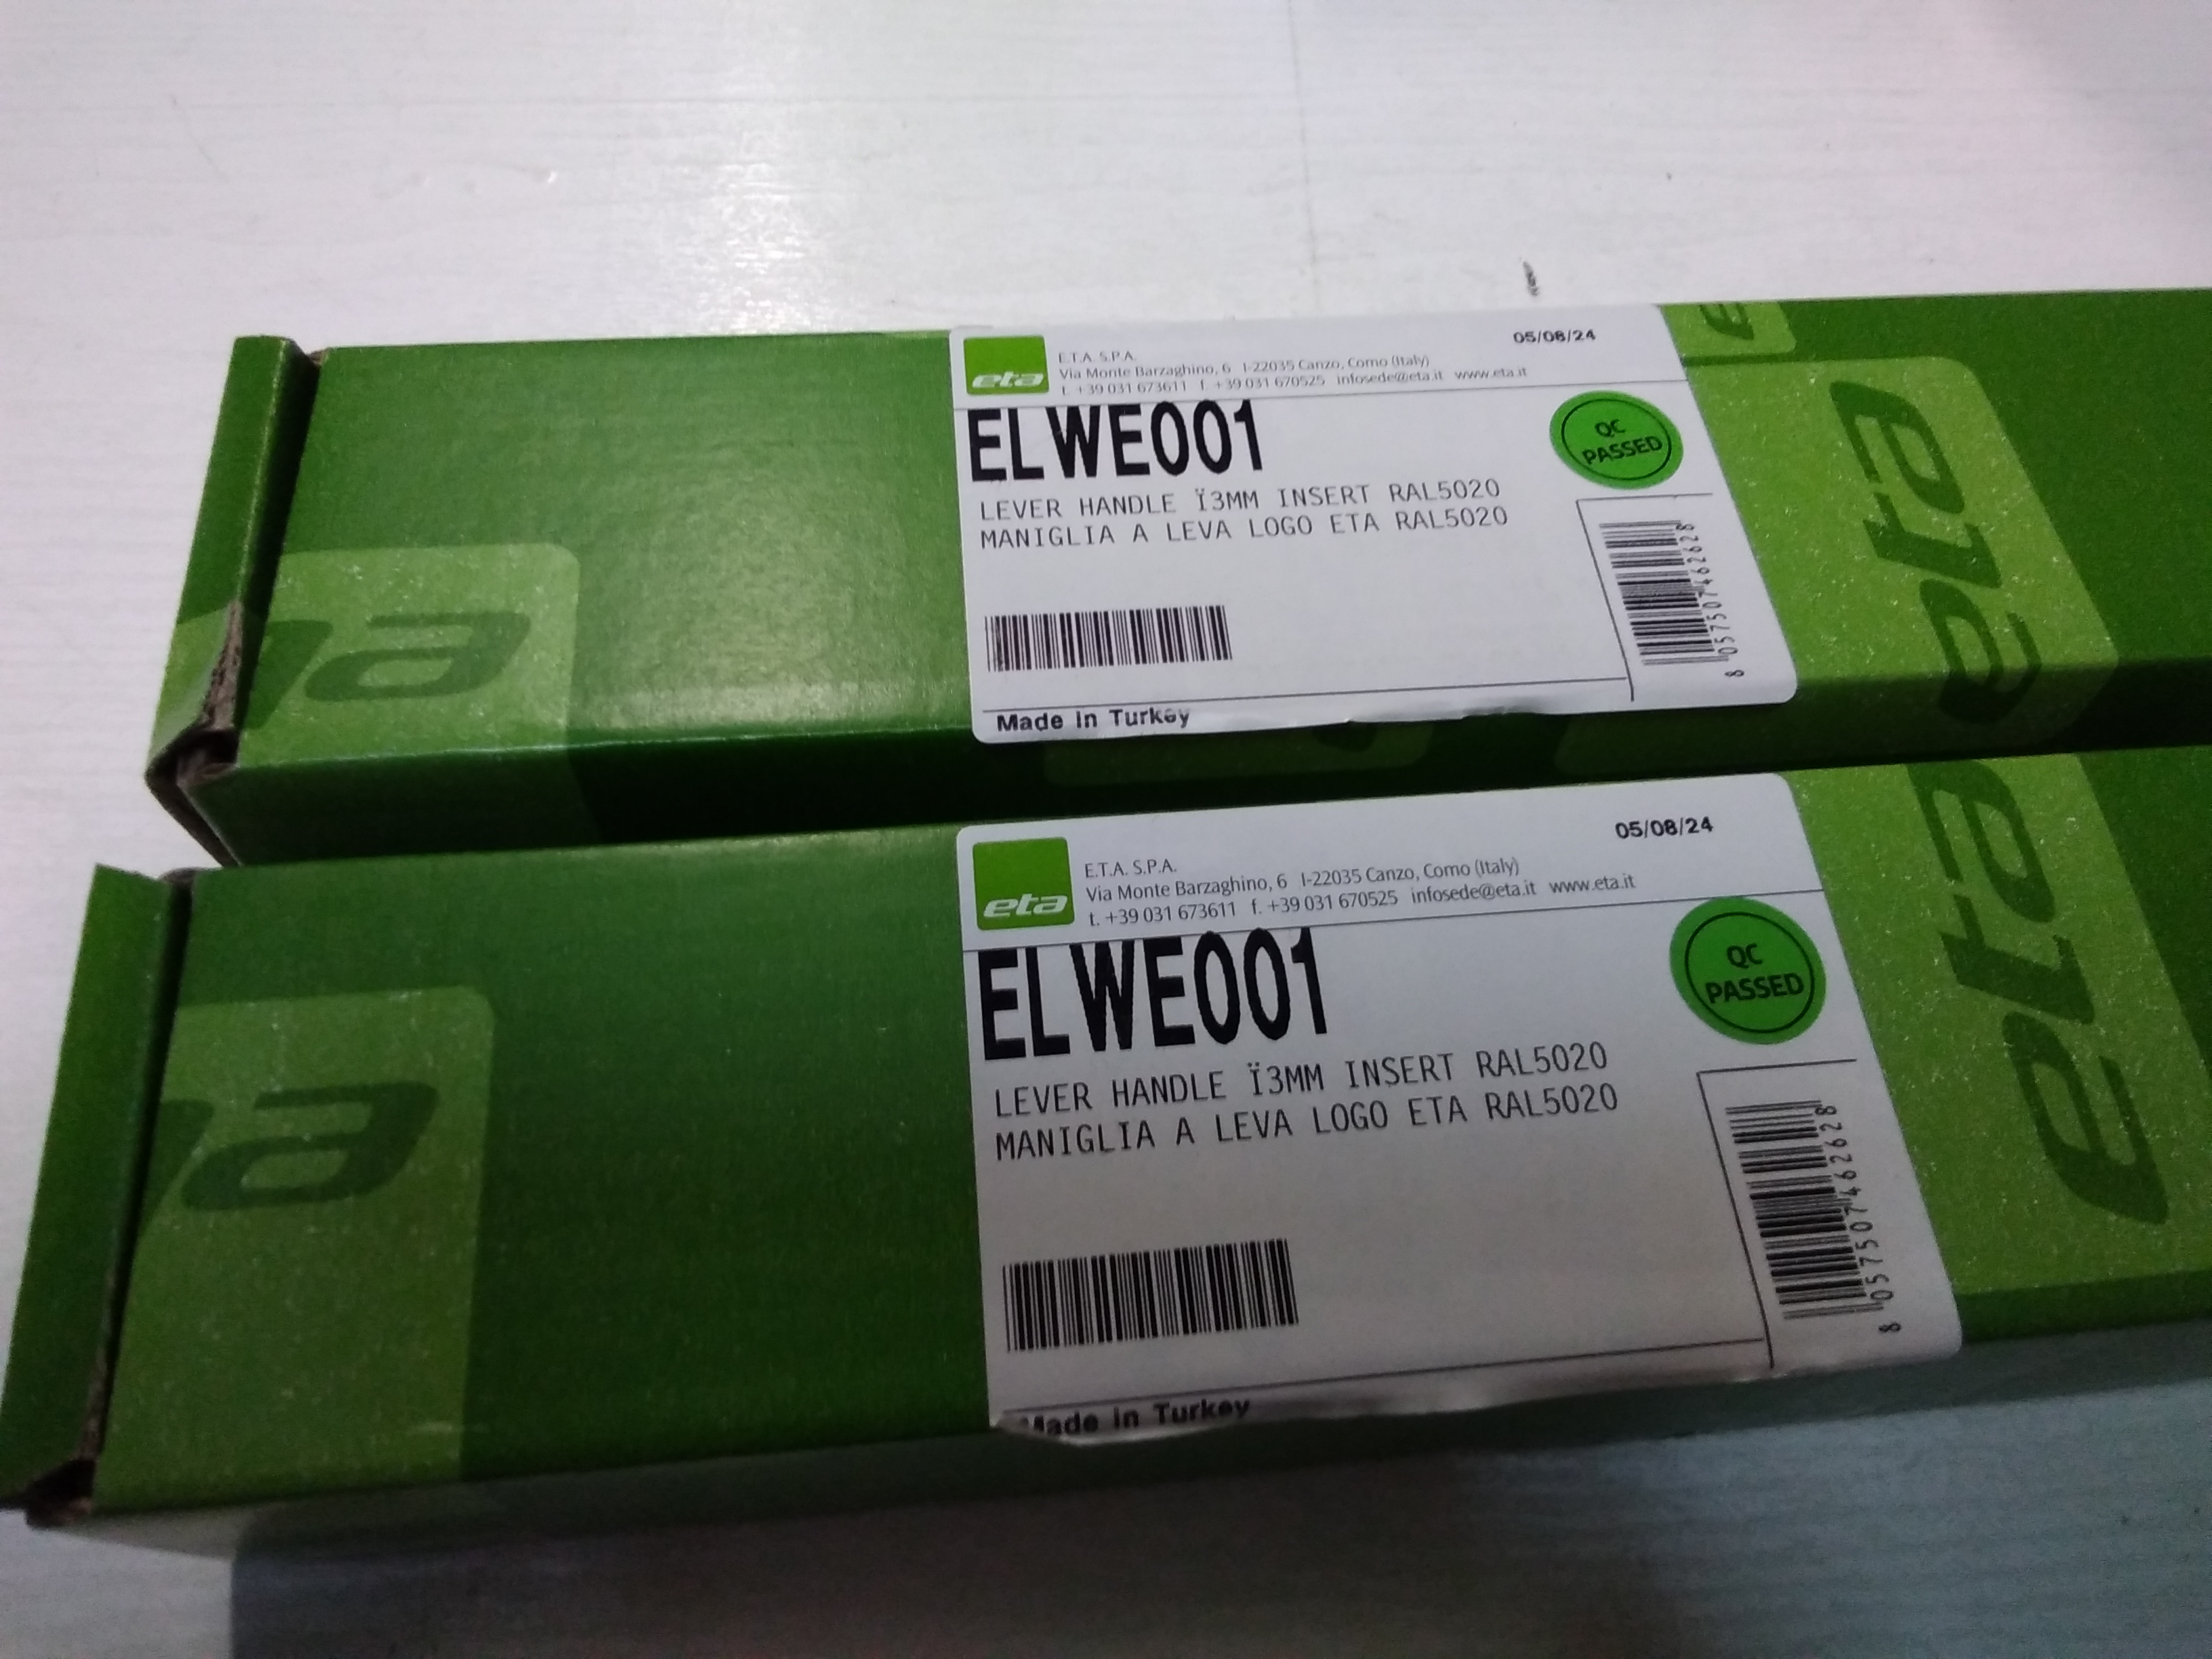 eta
E.T.A. S.P.A.
Via Monte Barzaghino, 6 I-22035 Canzo, Como (Italy)
t. +39 031 673611 f. +39 031 670525 infosede@eta.it www.eta.it
05/08/24
ELWE001
QC
PASSED
LEVER HANDLE Ï3MM INSERT RAL5020
MANIGLIA A LEVA LOGO ETA RAL5020
8 057507462628
Made in Turkey
eta
eta
E.T.A. S.P.A.
Via Monte Barzaghino, 6 I-22035 Canzo, Como (Italy)
t. +39 031 673611 f. +39 031 670525 infosede@eta.it www.eta.it
05/08/24
ELWE001
QC
PASSED
LEVER HANDLE Ï3MM INSERT RAL5020
MANIGLIA A LEVA LOGO ETA RAL5020
8 057507462628
Made in Turkey
eta